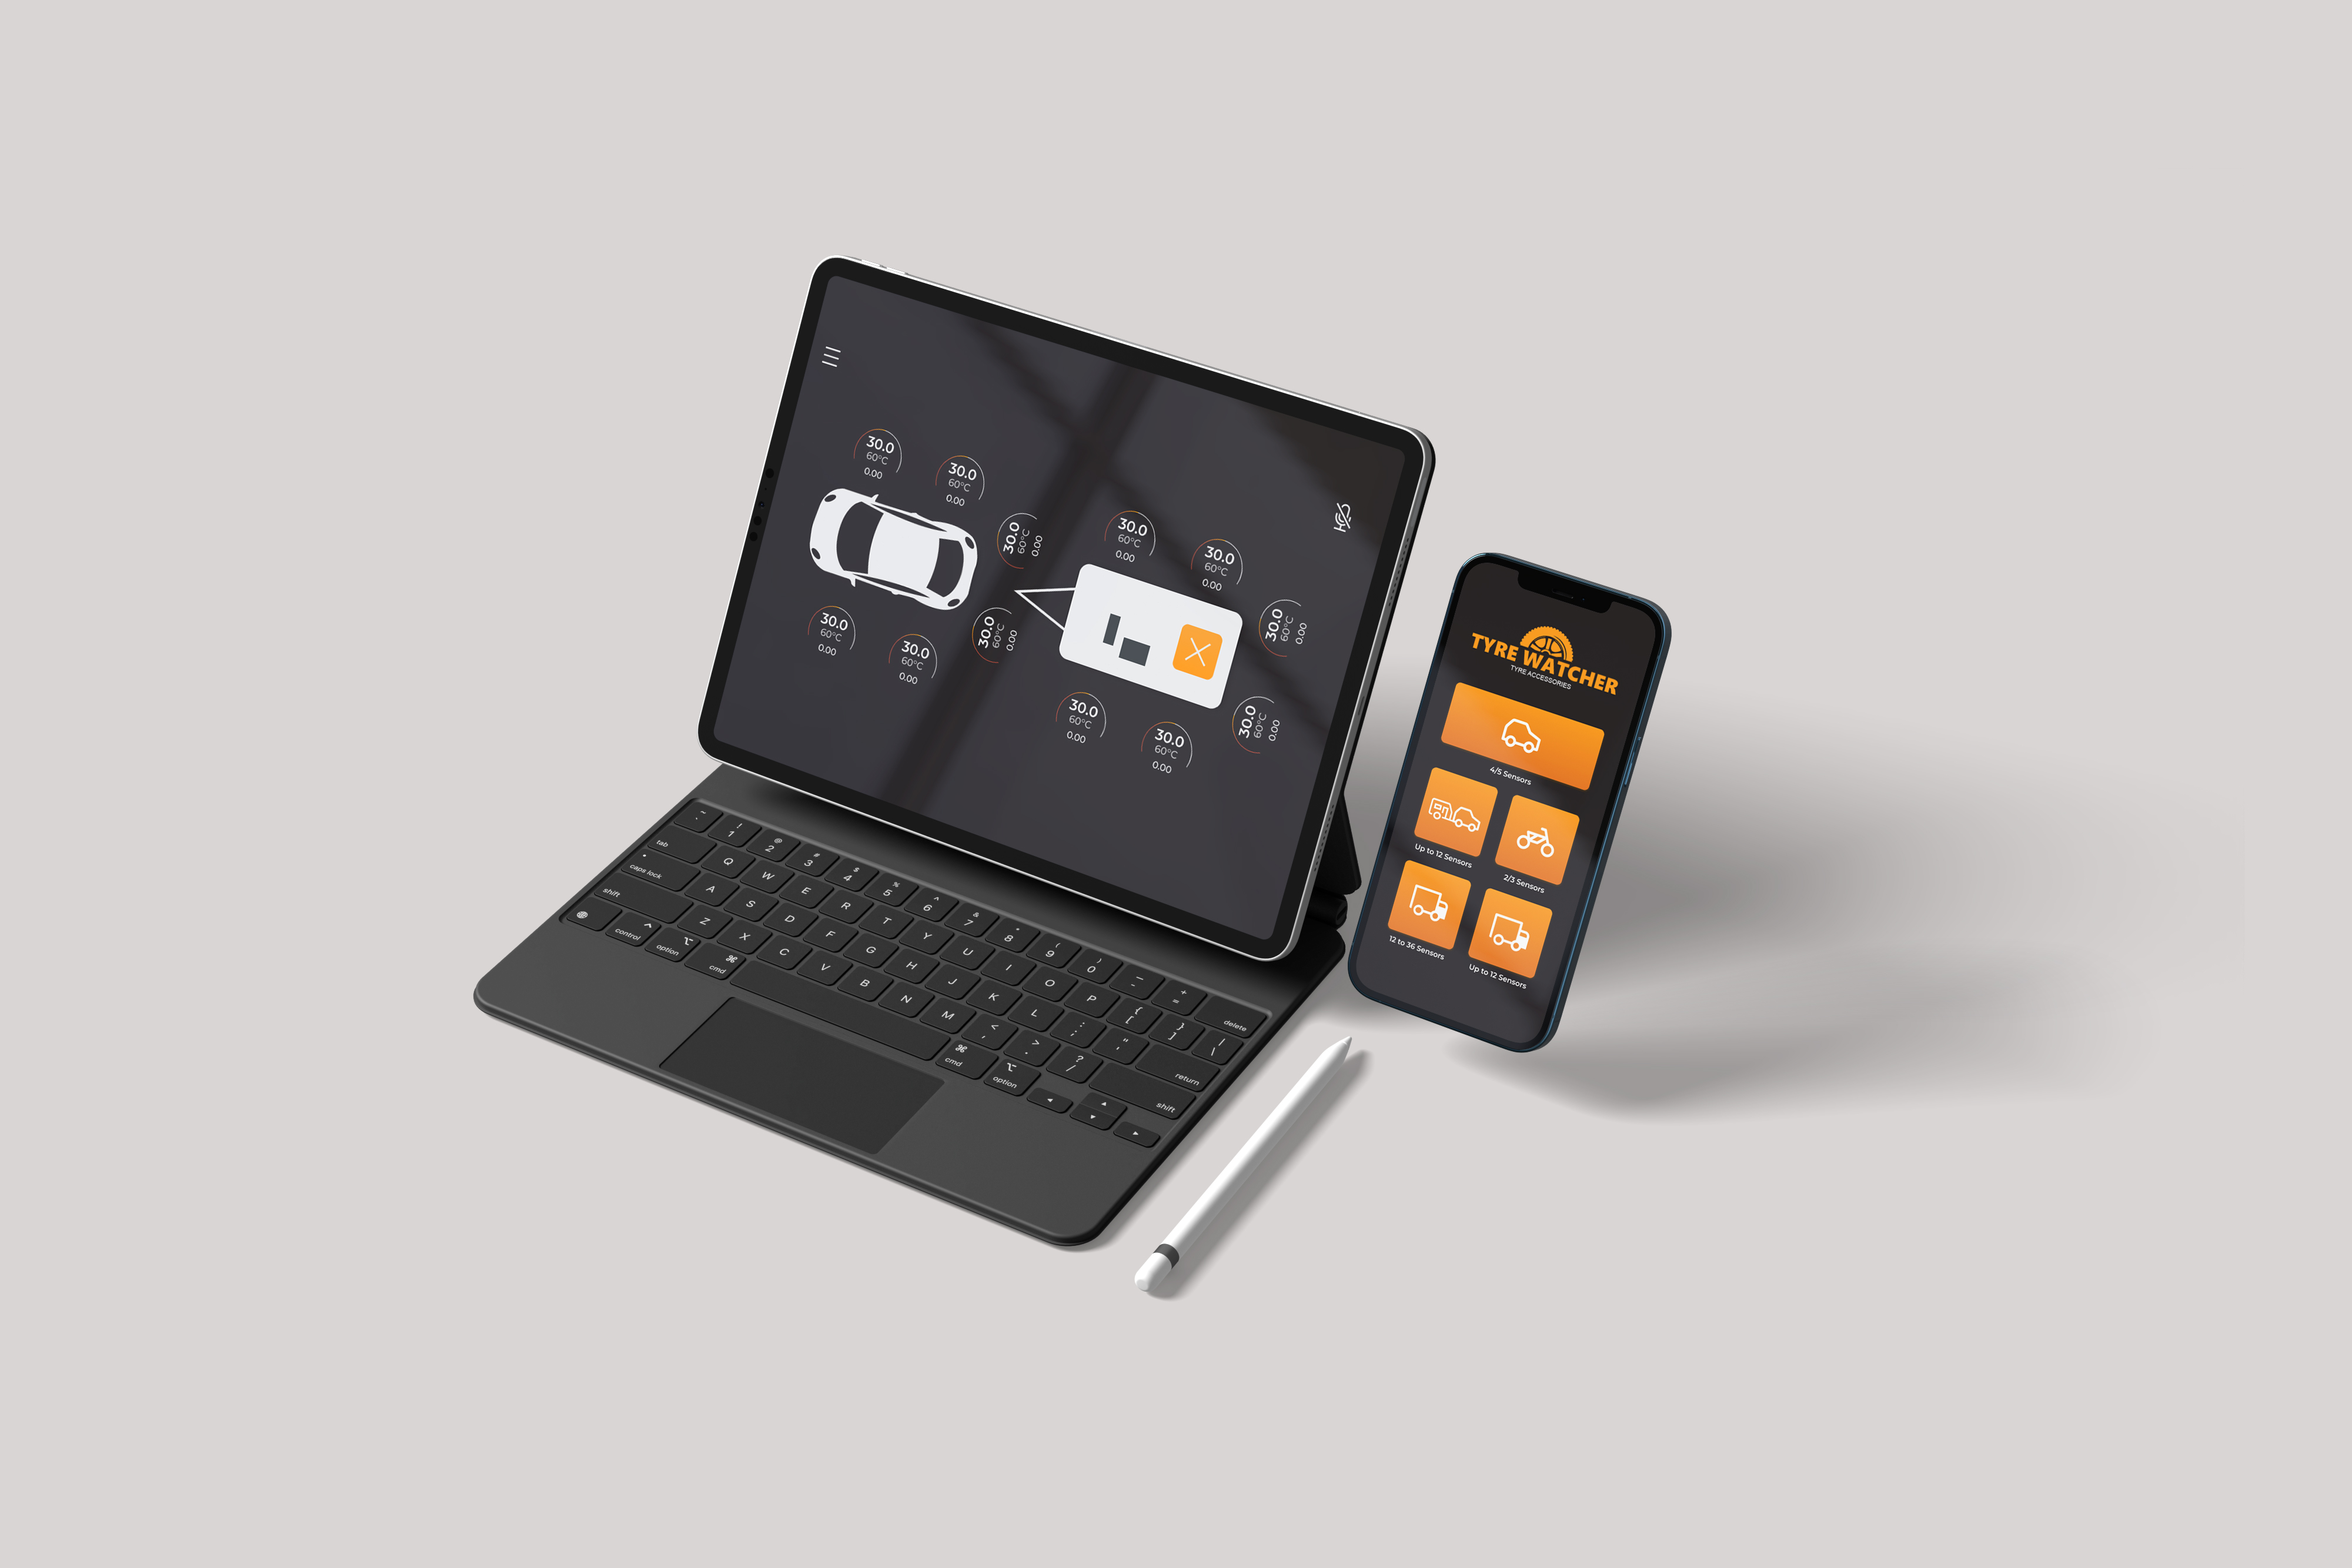 30.0
60°C
0.00
30.0
60°C
0.00
30.0
60°C
0.00
30.0
60°C
0.00
30.0
60°C
0.00
30.0
60°C
0.00
30.0
60°C
0.00
30.0
60°C
0.00
30.0
60°C
0.00
30.0
60°C
0.00
30.0
60°C
0.00
30.0
60°C
0.00
TYRE WATCHER
TYRE ACCESSORIES
4/5 Sensors
Up to 12 Sensors
2/3 Sensors
12 to 36 Sensors
Up to 12 Sensors
! 1 @ 2 # 3 $ 4 % 5 ^ 6 & 7 * 8 ( 9 ) 0 — - + = delete
tab Q W E R T Y U I O P { [ } ] | \
caps lock A S D F G H J K L : ; " ' return
shift Z X C V B N M < , > . ? / shift
control option cmd cmd option